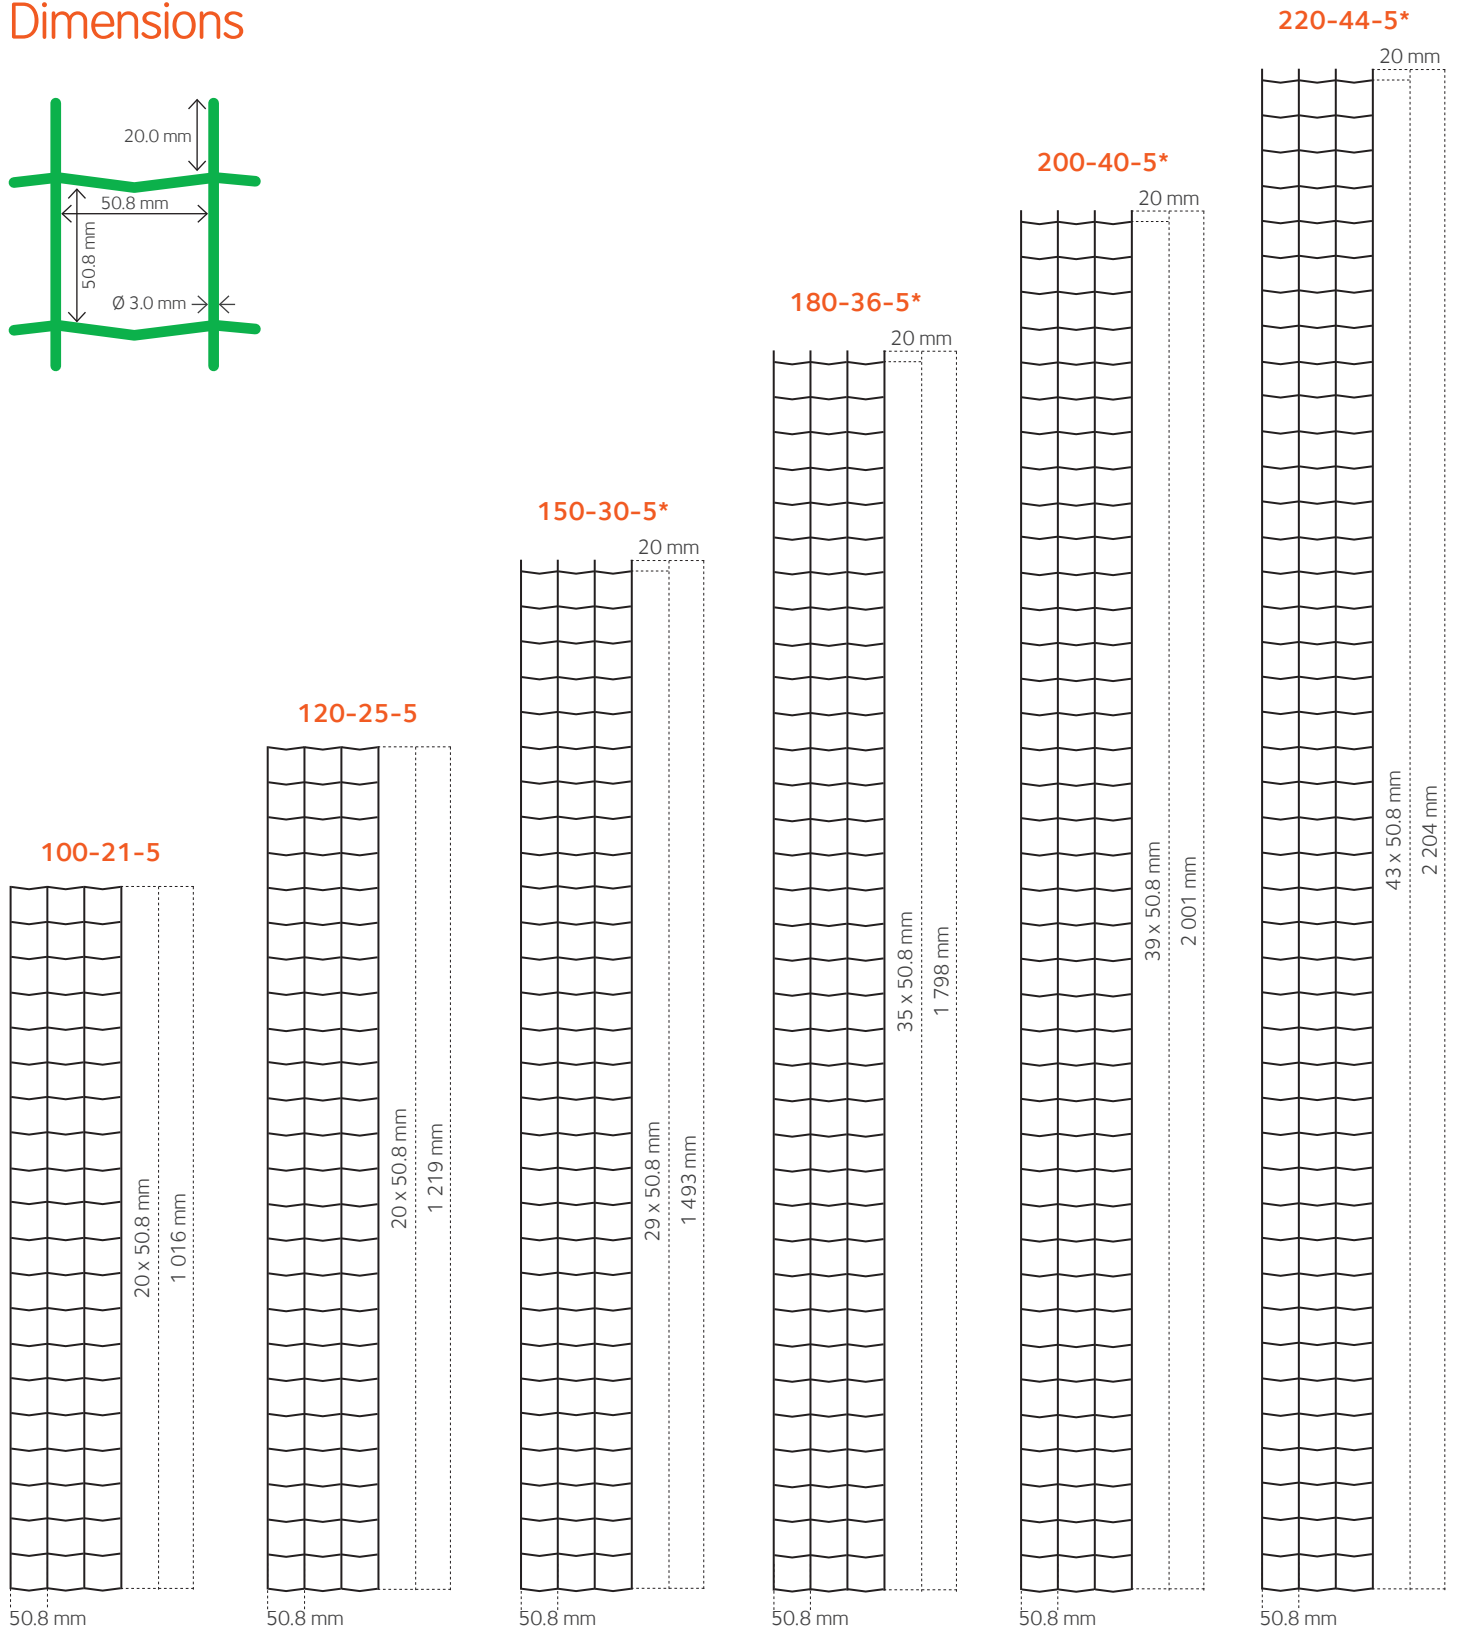 Dimensions
20.0 mm
50.8 mm
50.8 mm
Ø 3.0 mm
100-21-5
20 x 50.8 mm
1 016 mm
50.8 mm
120-25-5
20 x 50.8 mm
1 219 mm
50.8 mm
150-30-5*
20 mm
29 x 50.8 mm
1 493 mm
50.8 mm
180-36-5*
20 mm
35 x 50.8 mm
1 798 mm
50.8 mm
200-40-5*
20 mm
39 x 50.8 mm
2 001 mm
50.8 mm
220-44-5*
20 mm
43 x 50.8 mm
2 204 mm
50.8 mm